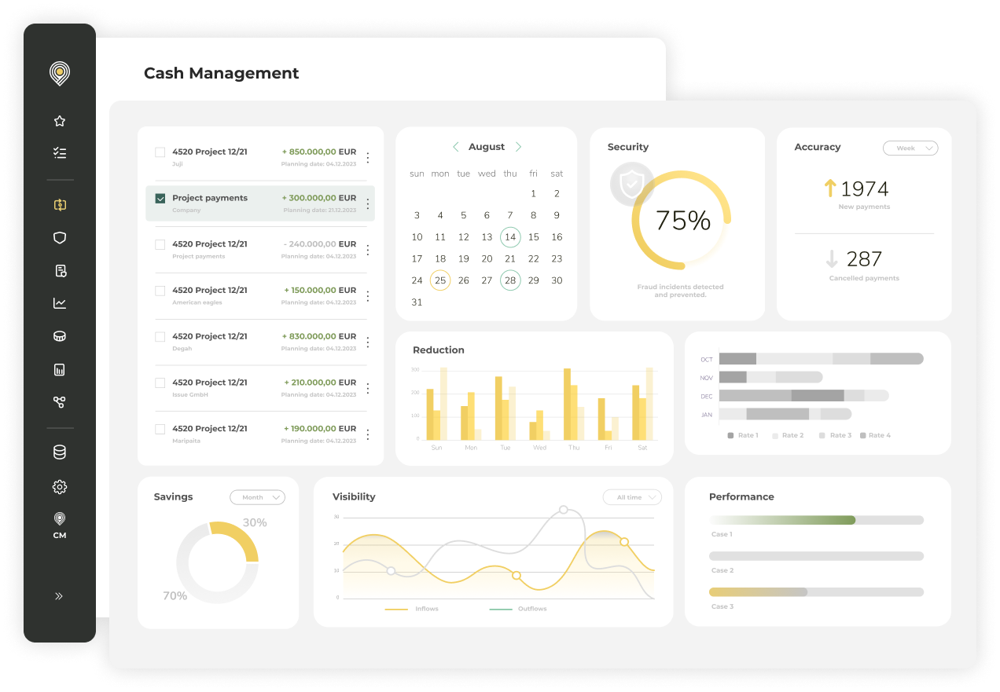 Cash Management
CM
4520 Project 12/21 + 850.000,00 EUR
Juji Planning date: 04.12.2023
Project payments + 300.000,00 EUR
Company Planning date: 21.12.2023
4520 Project 12/21 - 240.000,00 EUR
Project payments Planning date: 04.12.2023
4520 Project 12/21 + 150.000,00 EUR
American eagles Planning date: 04.12.2023
4520 Project 12/21 + 830.000,00 EUR
Degah Planning date: 04.12.2023
4520 Project 12/21 + 210.000,00 EUR
Issue GmbH Planning date: 04.12.2023
4520 Project 12/21 + 190.000,00 EUR
Maripaita Planning date: 04.12.2023
August
sun mon tue wed thu fri sat
1 2
3 4 5 6 7 8 9
10 11 12 13 14 15 16
17 18 19 20 21 22 23
24 25 26 27 28 29 30
31
Security
75%
Fraud incidents detected
and prevented.
Accuracy
Week
1974
New payments
287
Cancelled payments
Reduction
300
200
100
0
Sun Mon Tue Wed Thu Fri Sat
OCT
NOV
DEC
JAN
Rate 1 Rate 2 Rate 3 Rate 4
Savings
Month
30%
70%
Visibility
All time
30
20
10
0
Inflows Outflows
Performance
Case 1
Case 2
Case 3